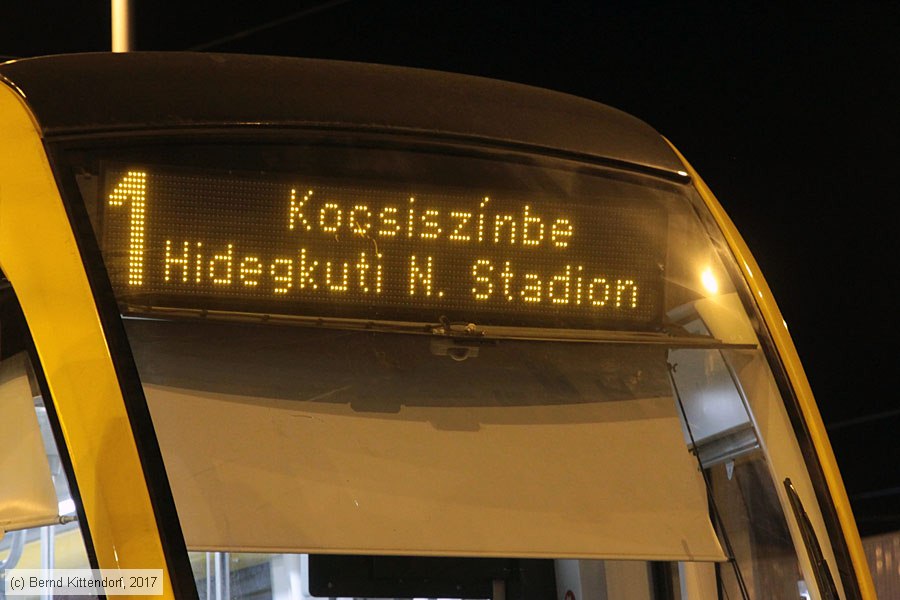 1
Kocsiszínbe
Hidegkuti N. Stadion
(c) Bernd Kittendorf, 2017